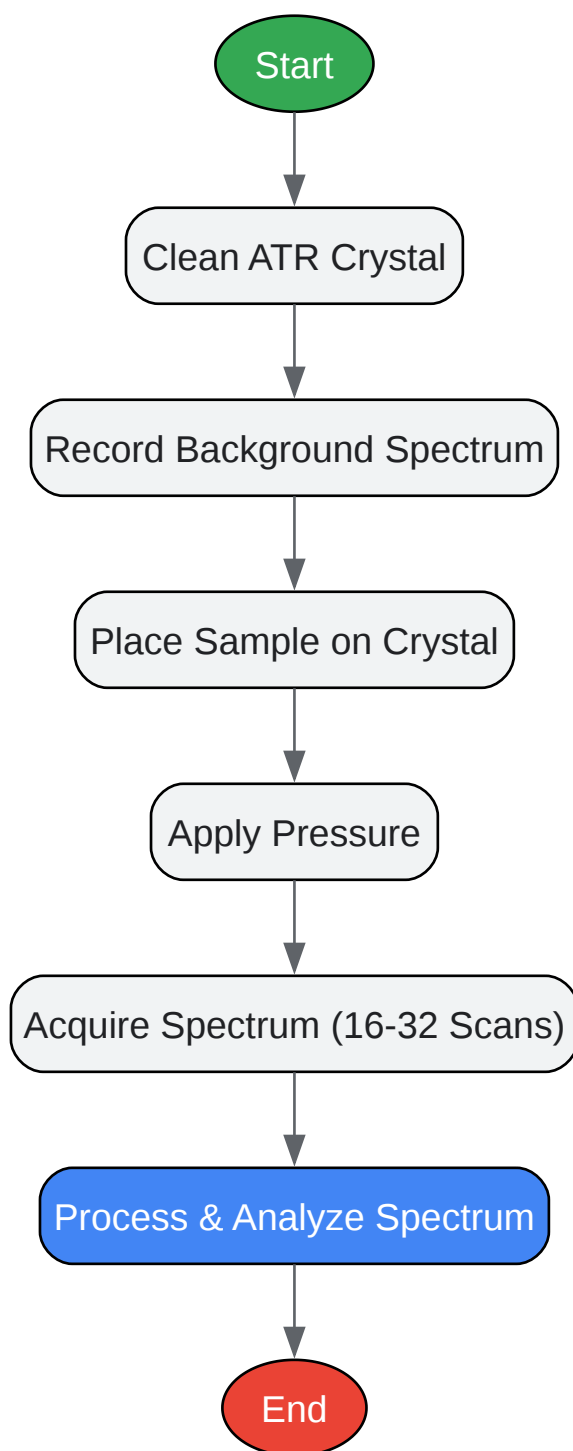 Start
Clean ATR Crystal
Record Background Spectrum
Place Sample on Crystal
Apply Pressure
Acquire Spectrum (16-32 Scans)
Process & Analyze Spectrum
End